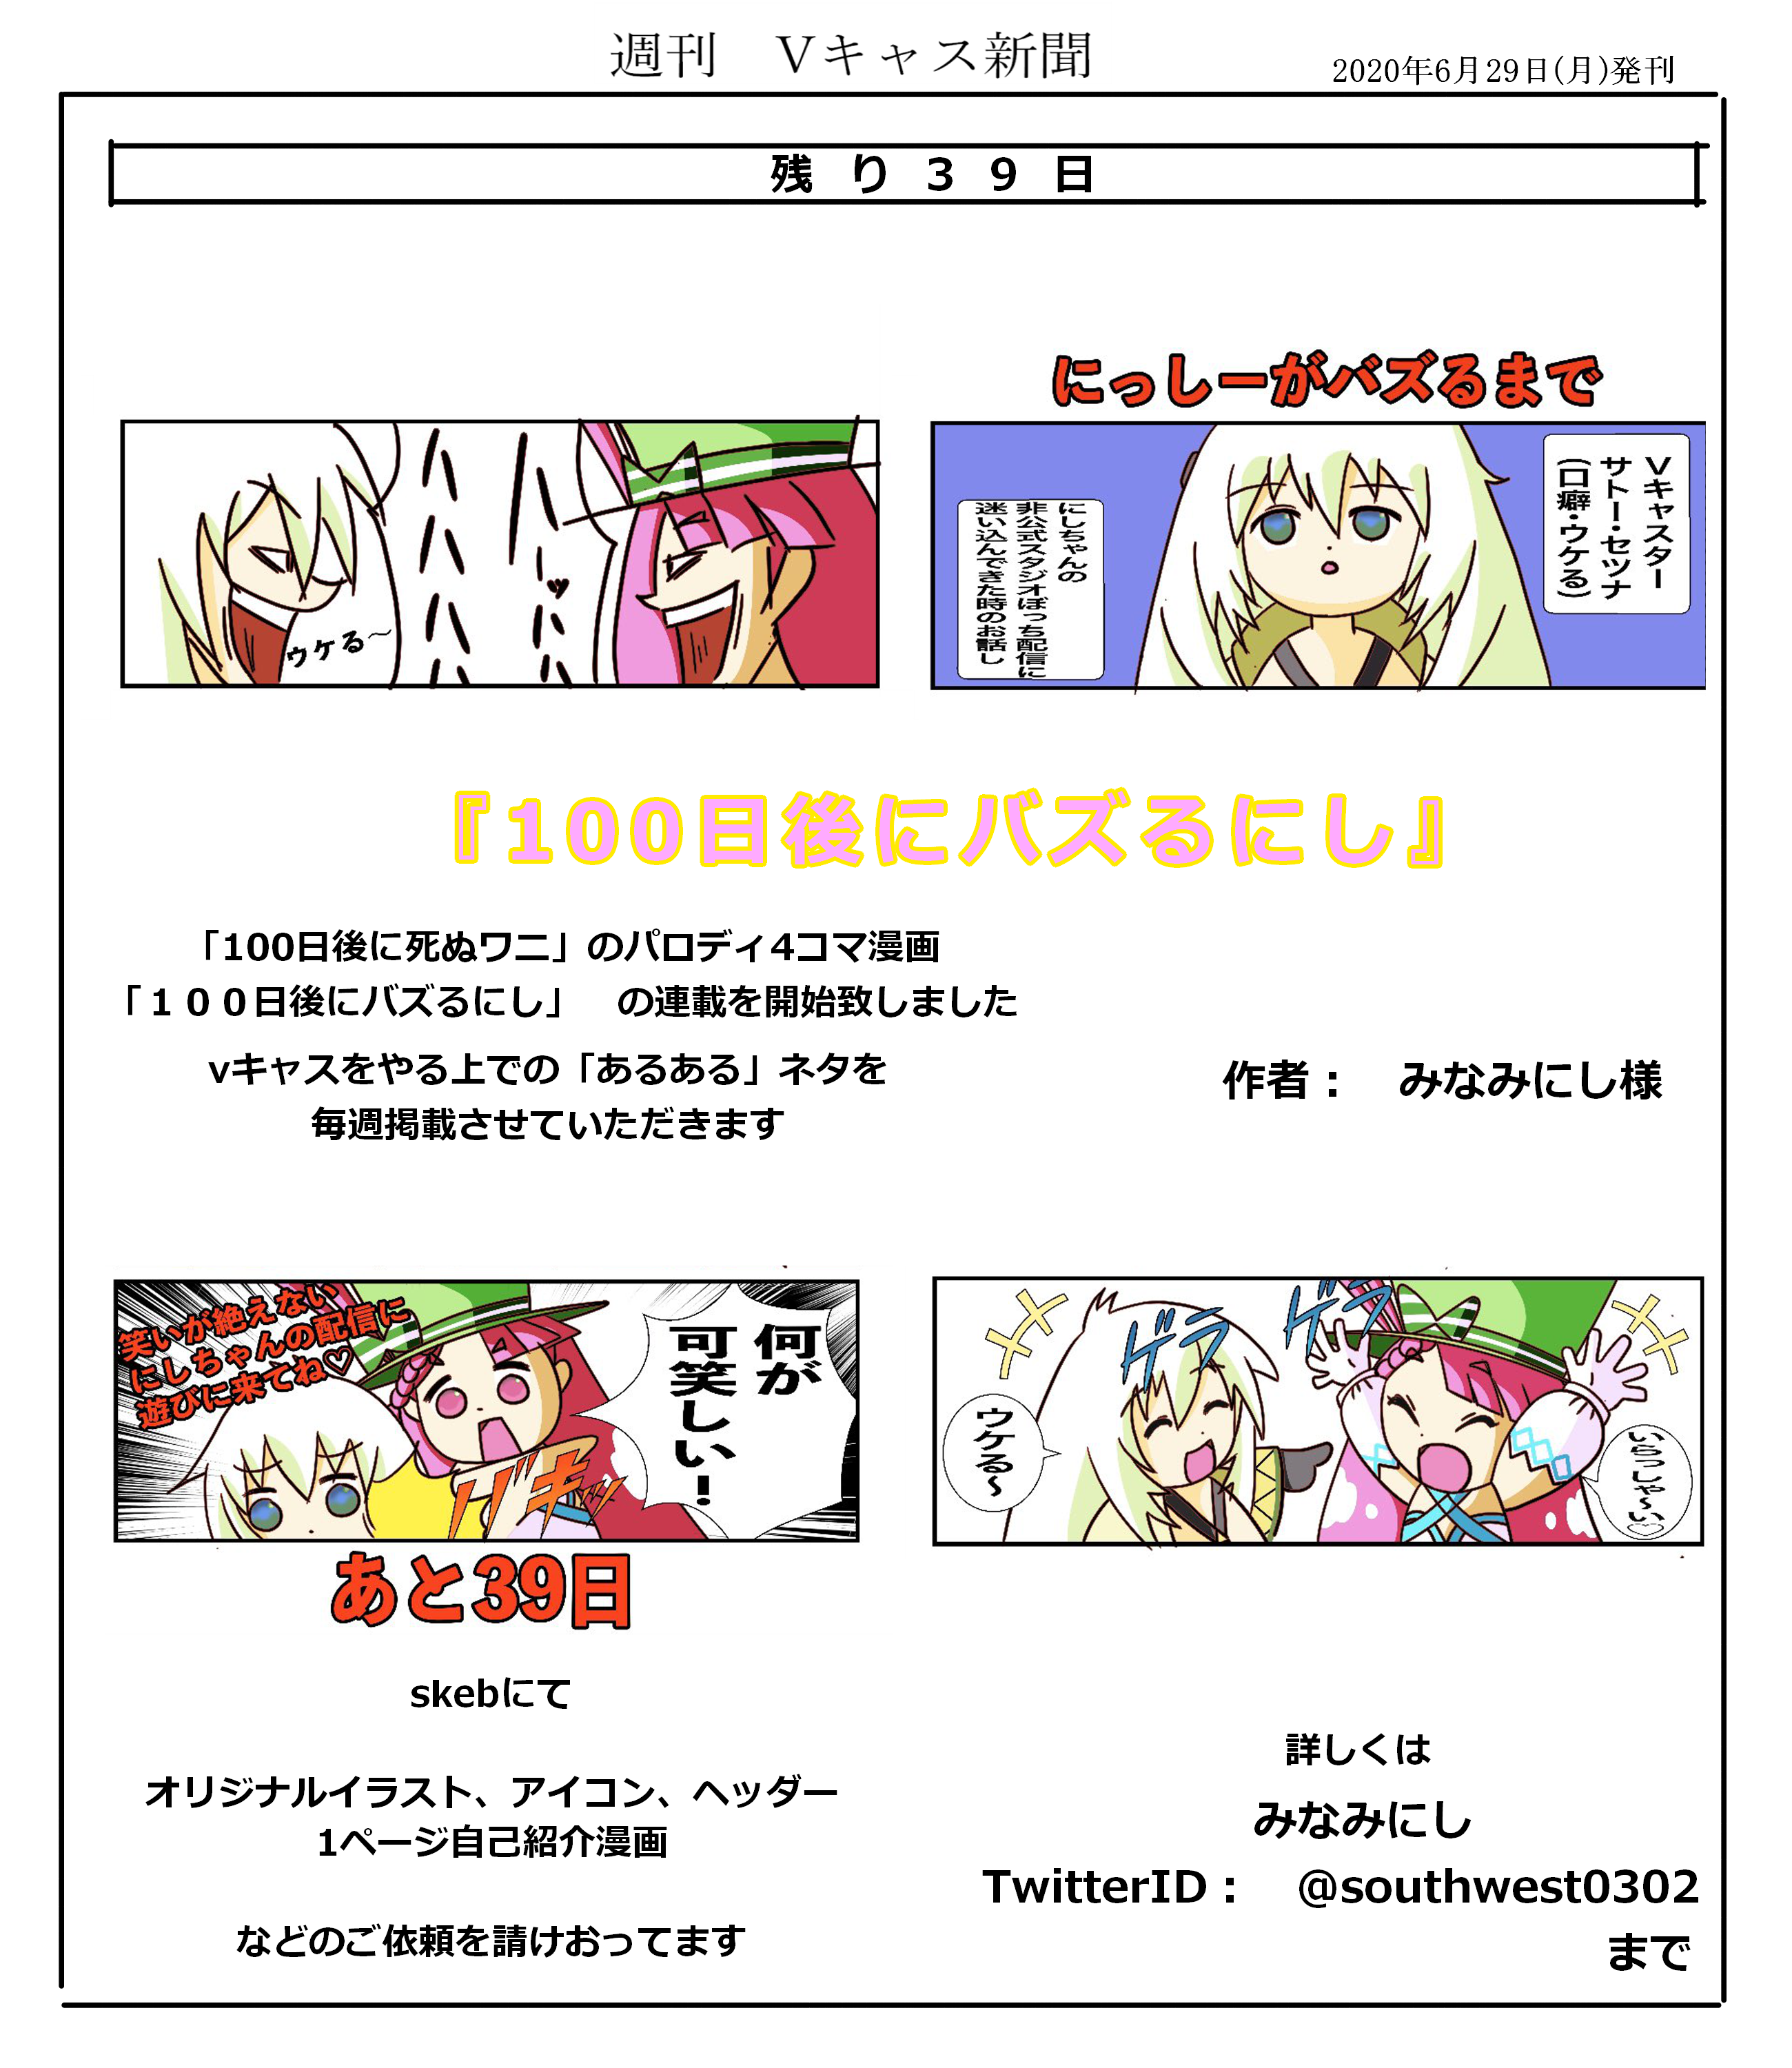 週刊　Vキャス新聞
2020年6月29日(月)発刊
残り39日
にっしーがバズるまで
Vキャスター
サトー・セツナ
(口癖・ウケる)
にしちゃんの
非公式スタジオぼっち配信に
迷い込んできた時のお話し
ウケる～
『100日後にバズるにし』
「100日後に死ぬワニ」のパロディ4コマ漫画
「１００日後にバズるにし」　の連載を開始致しました
vキャスをやる上での「あるある」ネタを
毎週掲載させていただきます
作者：　みなみにし様
ゲラ
ゲラ
ウケる～
いらっしゃ～い♡
何が
可笑しい！
笑いが絶えない
にしちゃんの配信に
遊びに来てね♡
バキッ
あと39日
skebにて
オリジナルイラスト、アイコン、ヘッダー
1ページ自己紹介漫画
などのご依頼を請けおってます
詳しくは
みなみにし
TwitterID：　@southwest0302
まで